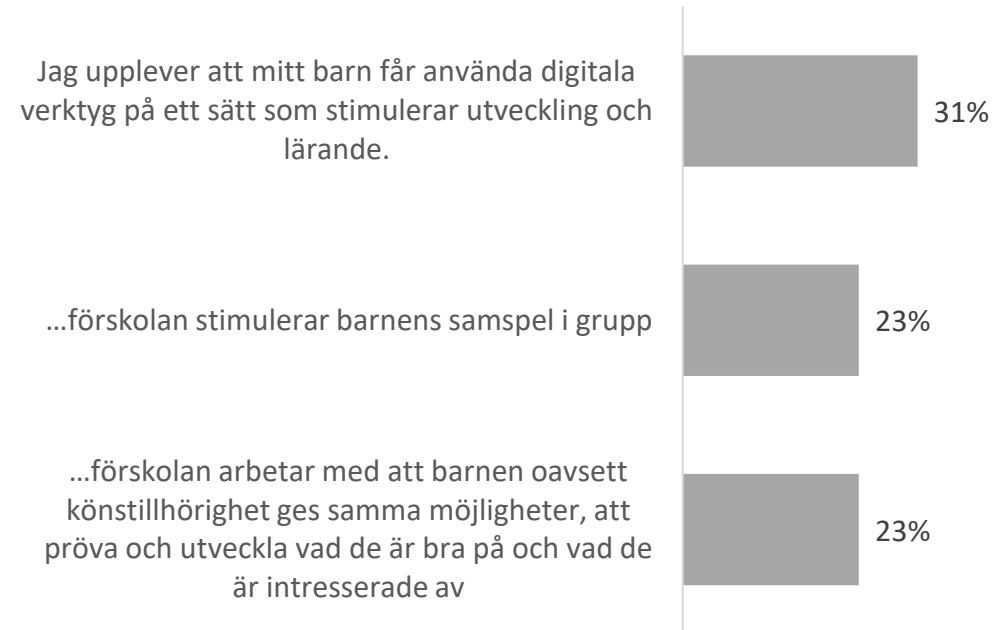 Jag upplever att mitt barn får använda digitala
verktyg på ett sätt som stimulerar utveckling och
lärande.
31%
…förskolan stimulerar barnens samspel i grupp
23%
…förskolan arbetar med att barnen oavsett
könstillhörighet ges samma möjligheter, att
pröva och utveckla vad de är bra på och vad de
är intresserade av
23%